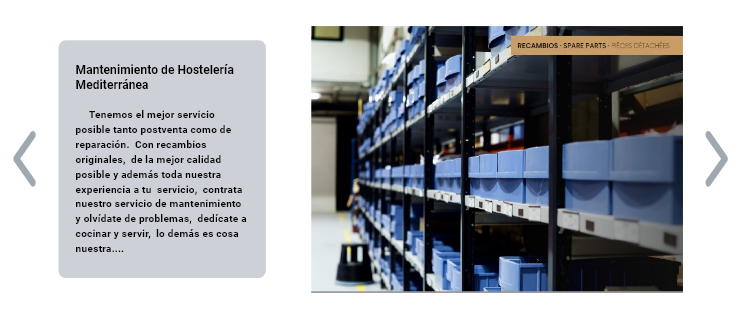 Mantenimiento de Hostelería
Mediterránea
Tenemos el mejor servicio
posible tanto postventa como de
reparación. Con recambios
originales, de la mejor calidad
posible y además toda nuestra
experiencia a tu servicio, contrata
nuestro servicio de mantenimiento
y olvídate de problemas, dedícate a
cocinar y servir, lo demás es cosa
nuestra....
RECAMBIOS · SPARE PARTS · PIÈCES DÉTACHÉES